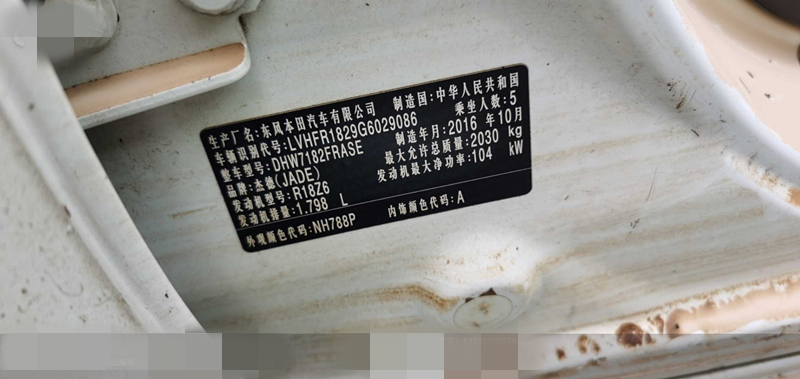 生产厂名:东风本田汽车有限公司 制造国:中华人民共和国
车辆识别代号:LVHFR1829G6029086 乘坐人数:5
整车型号:DHW7182FRASE 制造年月:2016年10月
品牌:杰德(JADE) 最大允许总质量:2030 kg
发动机型号:R18Z6 发动机最大净功率:104 kW
发动机排量:1.798 L
外观颜色代码:NH788P 内饰颜色代码:A